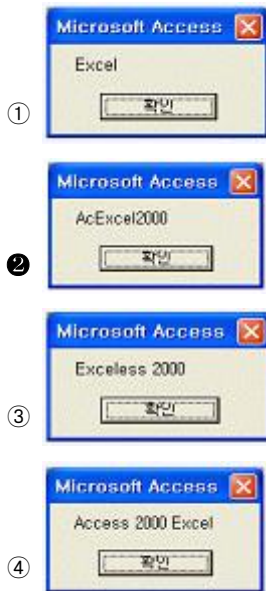 Microsoft Access
Excel
확인
①
Microsoft Access
AcExcel2000
확인
❷
Microsoft Access
Exceless 2000
확인
③
Microsoft Access
Access 2000 Excel
확인
④